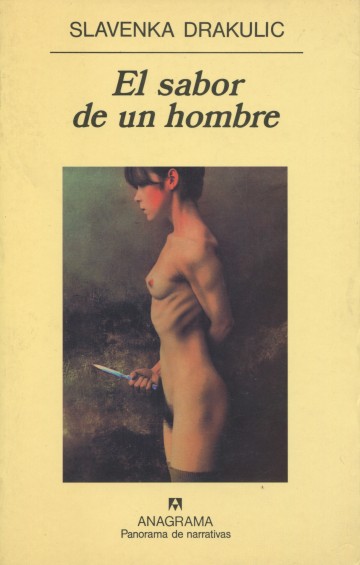 SLAVENKA DRAKULIC
El sabor
de un hombre
ANAGRAMA
Panorama de narrativas